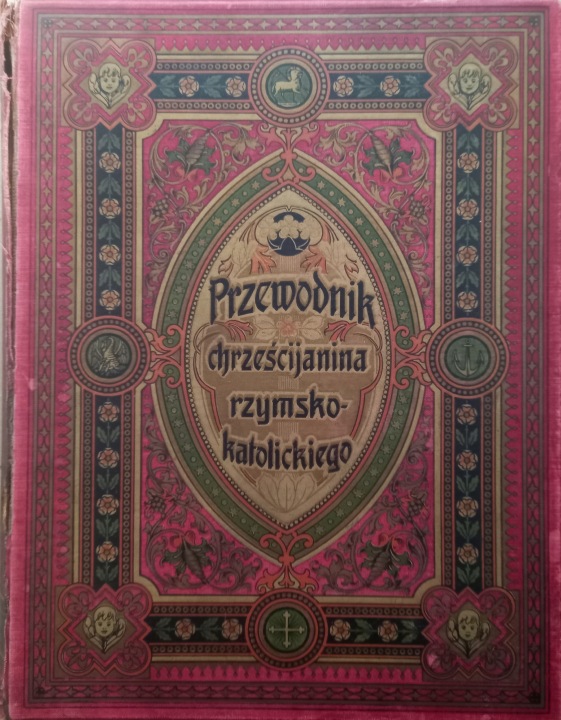 Przewodnik
chrześcijanina
rzymsko-
katolickiego